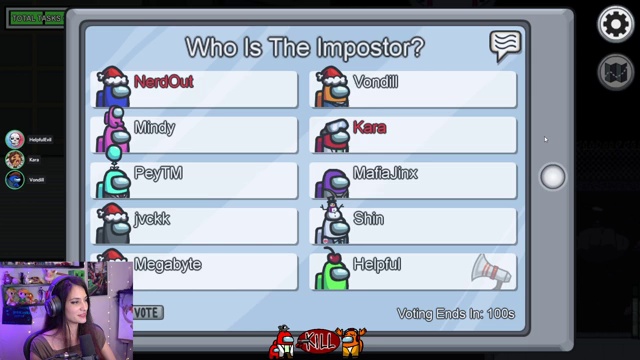 TOTAL TASKS
Who Is The Impostor?
NerdOut
Vondill
Mindy
Kara
PeyTM
MafiaJinx
jvckk
Shin
Megabyte
Helpful
HelpfulEvil
Kara
Vondill
VOTE
Voting Ends In: 100s
KILL